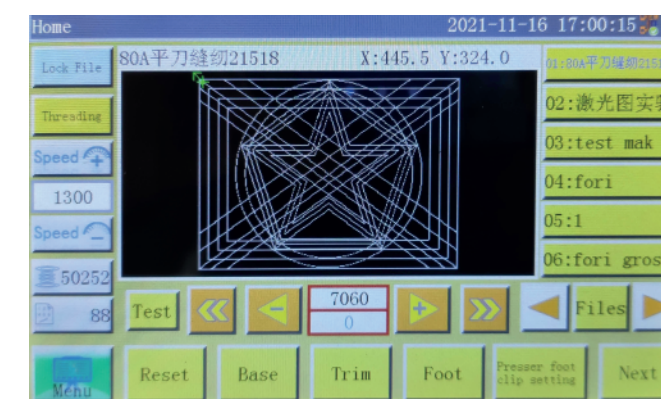 Home 2021-11-16 17:00:15
Lock File
80A平刀缝纫21518 X:445.5 Y:324.0
01:80A平刀缝纫2151
Threading
02:激光图实
Speed
03:test mak
1300
04:fori
Speed
05:1
50252
06:fori gros
88
Test
7060
0
Files
Menu
Reset
Base
Trim
Foot
Presser foot
clip setting
Next